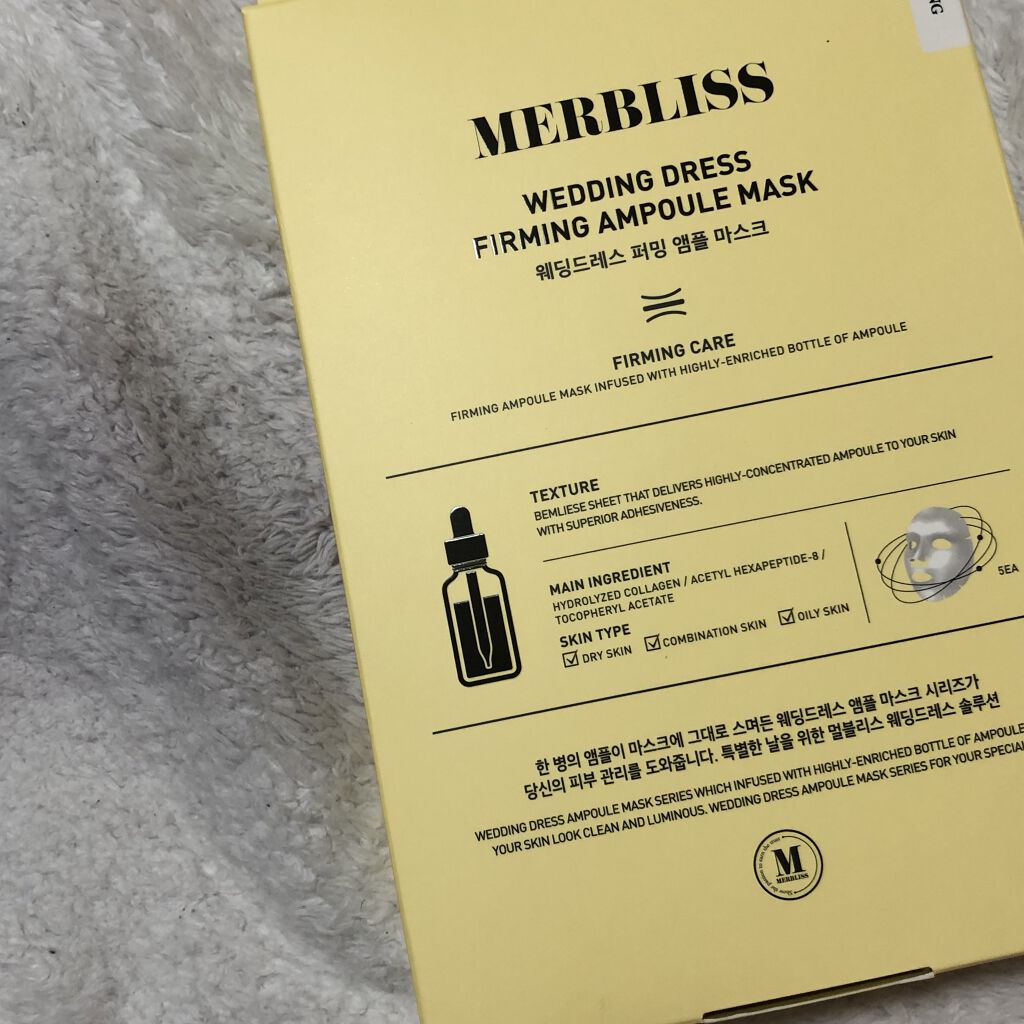 NG
MERBLISS
WEDDING DRESS
FIRMING AMPOULE MASK
웨딩드레스 퍼밍 앰플 마스크
FIRMING CARE
FIRMING AMPOULE MASK INFUSED WITH HIGHLY-ENRICHED BOTTLE OF AMPOULE
TEXTURE
BEMLIESE SHEET THAT DELIVERS HIGHLY-CONCENTRATED AMPOULE TO YOUR SKIN
WITH SUPERIOR ADHESIVENESS.
MAIN INGREDIENT
HYDROLYZED COLLAGEN / ACETYL HEXAPEPTIDE-8 /
TOCOPHERYL ACETATE
SKIN TYPE
DRY SKIN COMBINATION SKIN OILY SKIN
5EA
한 병의 앰플이 마스크에 그대로 스며든 웨딩드레스 앰플 마스크 시리즈가
당신의 피부 관리를 도와줍니다. 특별한 날을 위한 멀블리스 웨딩드레스 솔루션
WEDDING DRESS AMPOULE MASK SERIES WHICH INFUSED WITH HIGHLY-ENRICHED BOTTLE OF AMPOULE
YOUR SKIN LOOK CLEAN AND LUMINOUS. WEDDING DRESS AMPOULE MASK SERIES FOR YOUR SPECIA
M
MERBLISS